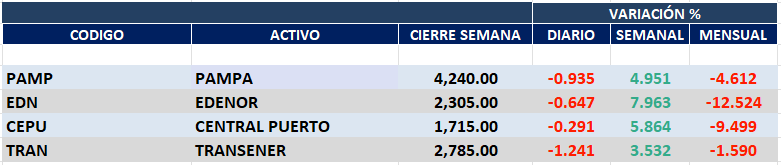 VARIACIÓN %
CODIGO ACTIVO CIERRE SEMANA DIARIO SEMANAL MENSUAL
PAMP PAMPA 4,240.00 -0.935 4.951 -4.612
EDN EDENOR 2,305.00 -0.647 7.963 -12.524
CEPU CENTRAL PUERTO 1,715.00 -0.291 5.864 -9.499
TRAN TRANSENER 2,785.00 -1.241 3.532 -1.590